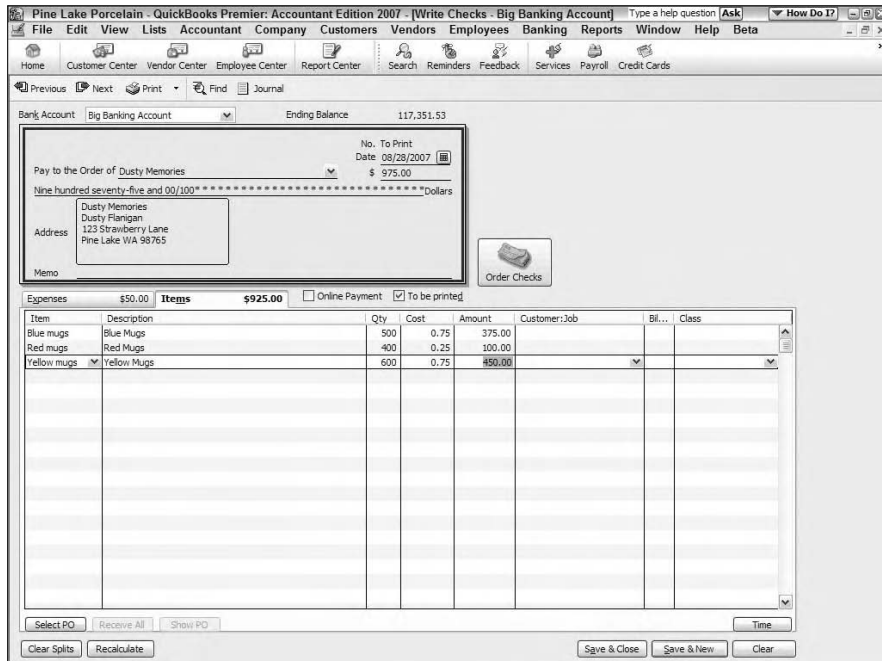 Pine Lake Porcelain - QuickBooks Premier: Accountant Edition 2007 - [Write Checks - Big Banking Account] Type a help question Ask How Do I?
File Edit View Lists Accountant Company Customers Vendors Employees Banking Reports Window Help Beta
Home Customer Center Vendor Center Employee Center Report Center Search Reminders Feedback Services Payroll Credit Cards
Previous Next Print Find Journal
Bank Account Big Banking Account Ending Balance 117,351.53
No. To Print
Date 08/28/2007
Pay to the Order of Dusty Memories $ 975.00
Nine hundred seventy-five and 00/100* * * * * * * * * * * * * * * * * * * * * * * * * * * * * * * * * *Dollars
Dusty Memories
Dusty Flanigan
Address 123 Strawberry Lane
Pine Lake WA 98765
Memo
Order Checks
Expenses $50.00 Items $925.00 Online Payment To be printed
Item Description Qty Cost Amount Customer:Job Bil... Class
Blue mugs Blue Mugs 500 0.75 375.00
Red mugs Red Mugs 400 0.25 100.00
Yellow mugs Yellow Mugs 600 0.75 450.00
Select PO Receive All Show PO Time
Clear Splits Recalculate Save & Close Save & New Clear